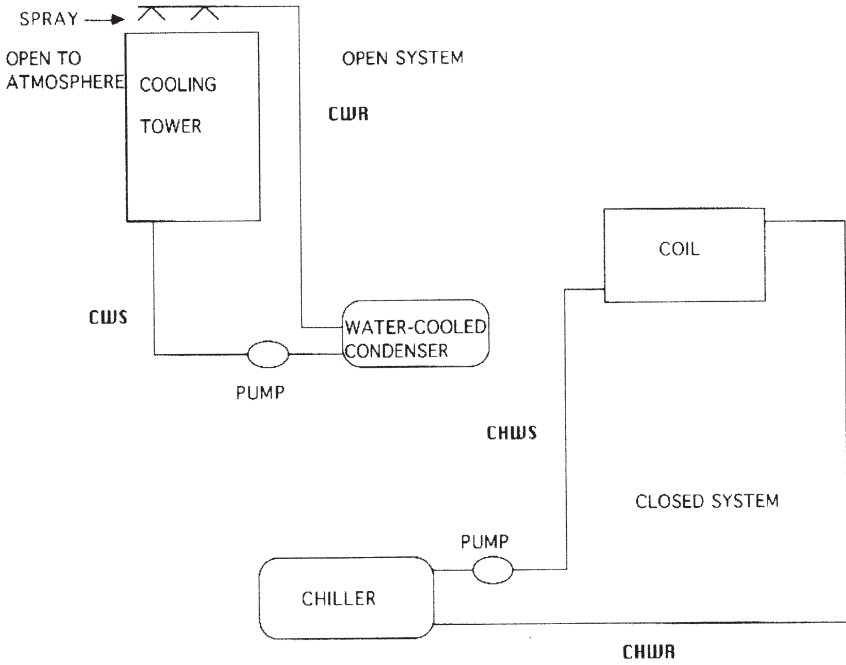 SPRAY
OPEN TO
ATMOSPHERE
COOLING
TOWER
OPEN SYSTEM
CWR
COIL
CWS
WATER-COOLED
CONDENSER
PUMP
CHWS
CLOSED SYSTEM
PUMP
CHILLER
CHWR